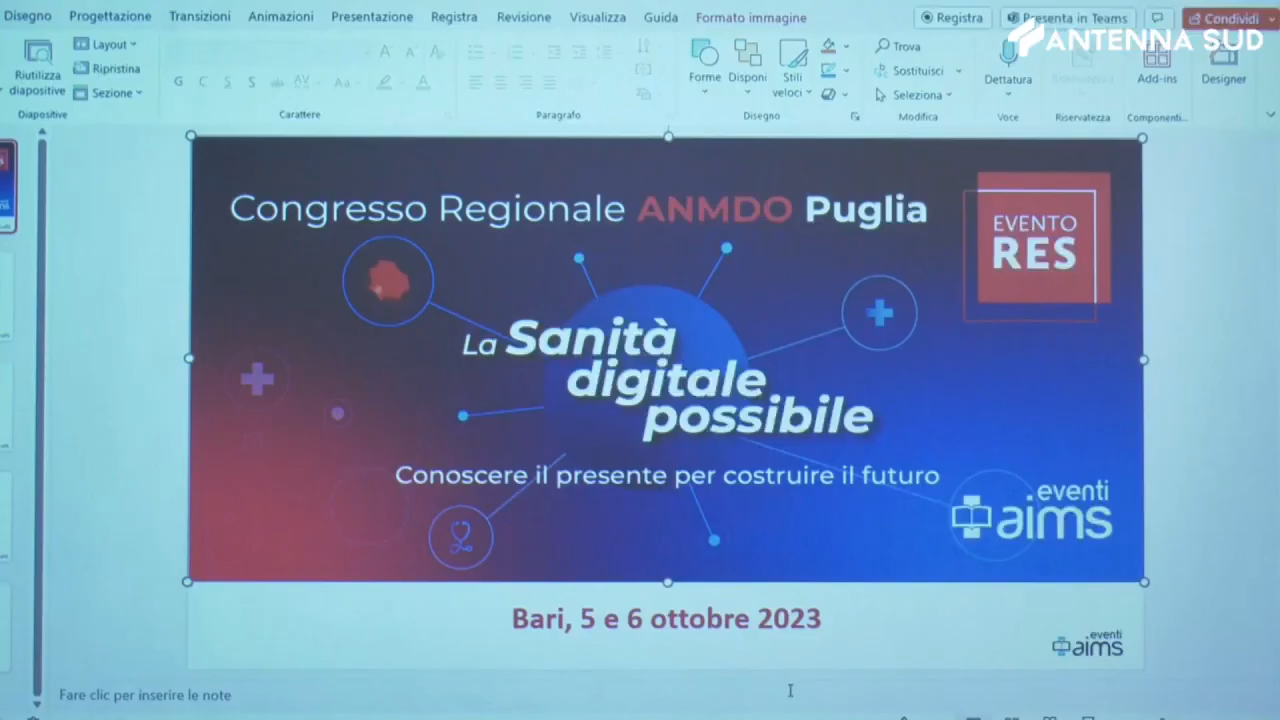 Disegno Progettazione Transizioni Animazioni Presentazione Registra Revisione Visualizza Guida Formato immagine
Registra
Presenta in Teams
Condividi
ANTENNA SUD
Riutilizza
diapositive
Layout
Ripristina
Sezione
Diapositive
G C S S ab AV Aa A
Carattere
Paragrafo
Forme
Disponi
Stili
veloci
Disegno
Trova
Sostituisci
Seleziona
Modifica
Dettatura
Voce
Riservatezza
Add-ins
Componenti...
Designer
Congresso Regionale ANMDO Puglia
EVENTO
RES
La Sanità
digitale
possibile
Conoscere il presente per costruire il futuro
eventi
aims
Bari, 5 e 6 ottobre 2023
eventi
aims
Fare clic per inserire le note